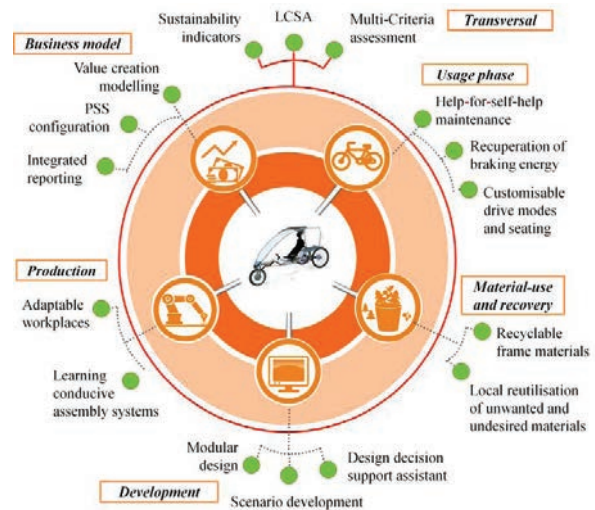 Sustainability
indicators
LCSA
Multi-Criteria
assessment
Transversal
Business model
Value creation
modelling
PSS
configuration
Integrated
reporting
Usage phase
Help-for-self-help
maintenance
Recuperation of
braking energy
Customisable
drive modes
and seating
Production
Adaptable
workplaces
Learning
conducive
assembly systems
Material-use
and recovery
Recyclable
frame materials
Local reutilisation
of unwanted and
undesired materials
Modular
design
Scenario development
Design decision
support assistant
Development